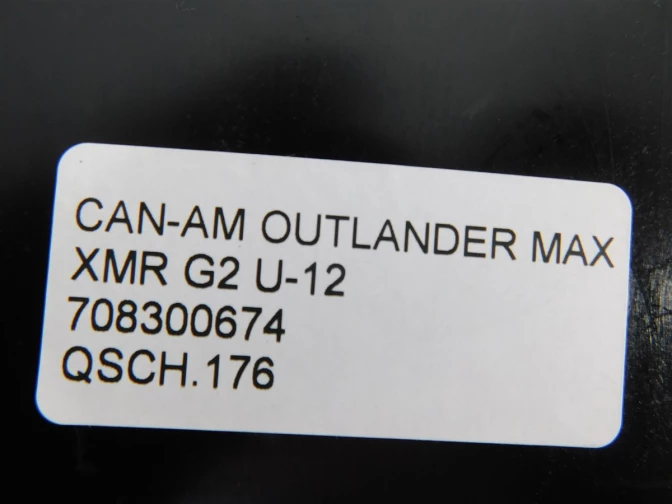 CAN-AM OUTLANDER MAX
XMR G2 U-12
708300674
QSCH.176